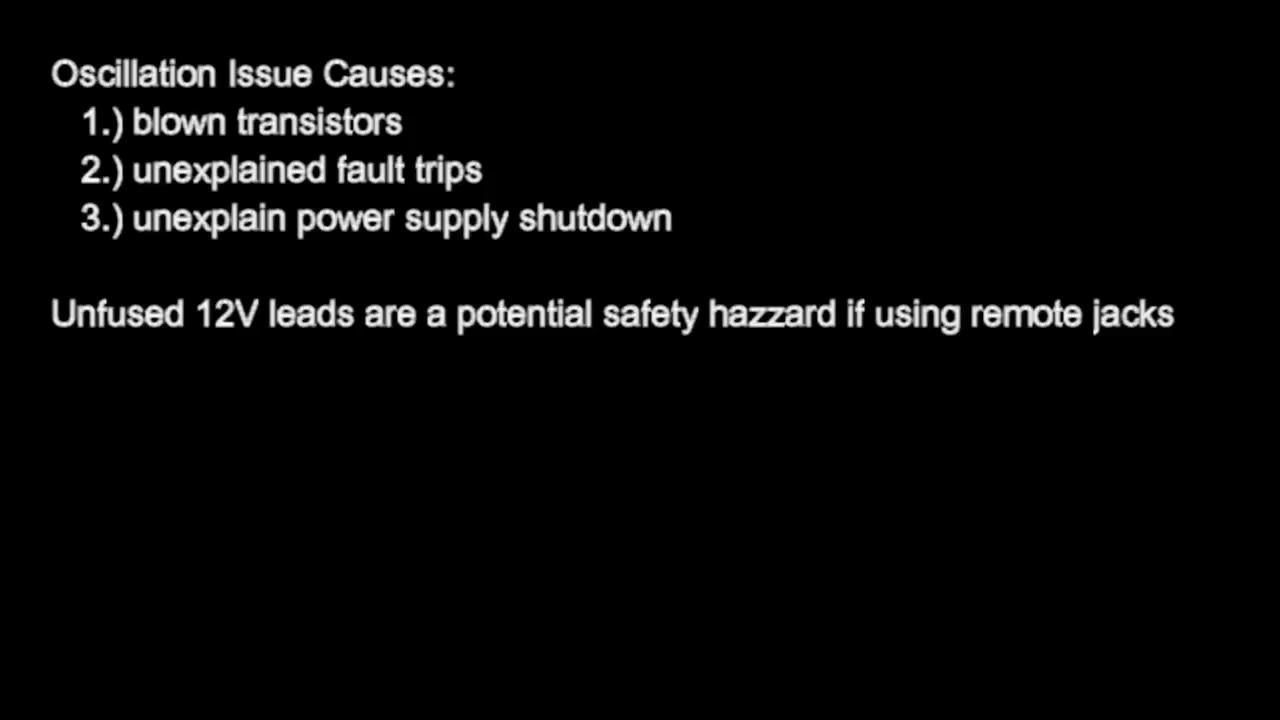 Oscillation Issue Causes:
1.) blown transistors
2.) unexplained fault trips
3.) unexplain power supply shutdown
Unfused 12V leads are a potential safety hazzard if using remote jacks